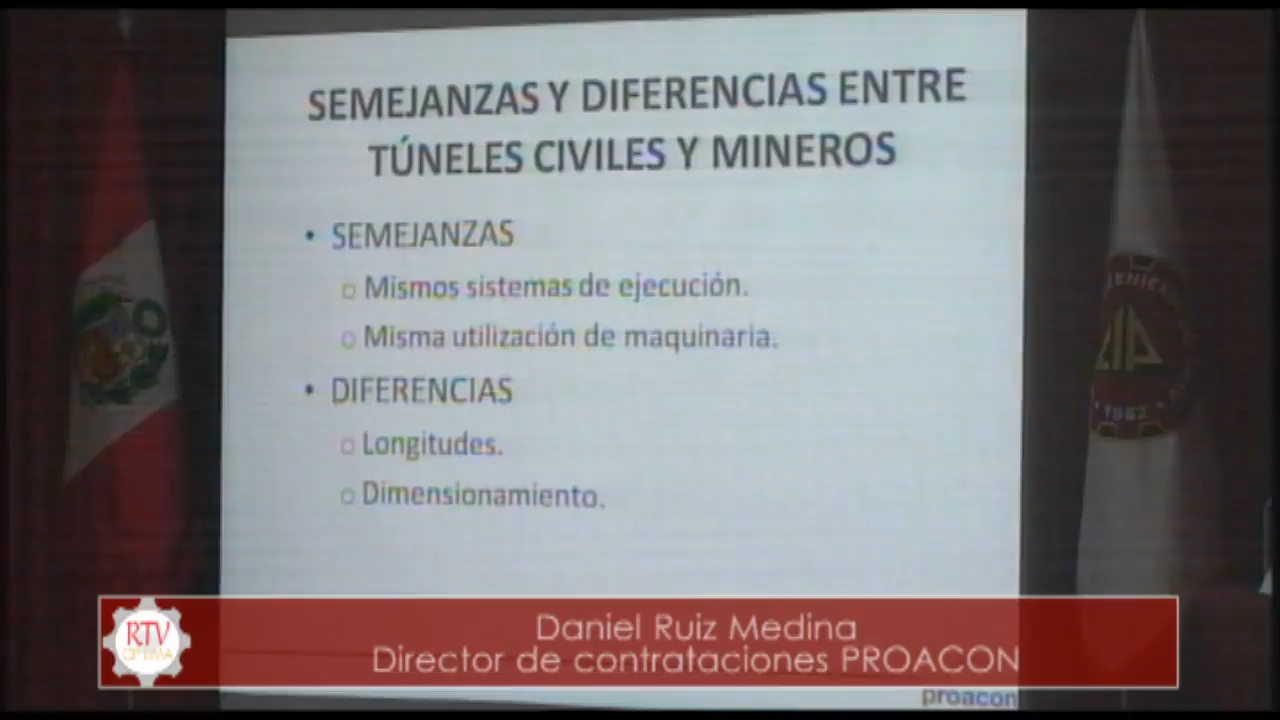 SEMEJANZAS Y DIFERENCIAS ENTRE
TÚNELES CIVILES Y MINEROS
• SEMEJANZAS
o Mismos sistemas de ejecución.
o Misma utilización de maquinaria.
• DIFERENCIAS
o Longitudes.
o Dimensionamiento.
1962
RTV
Daniel Ruiz Medina
Director de contrataciones PROACON
proacon